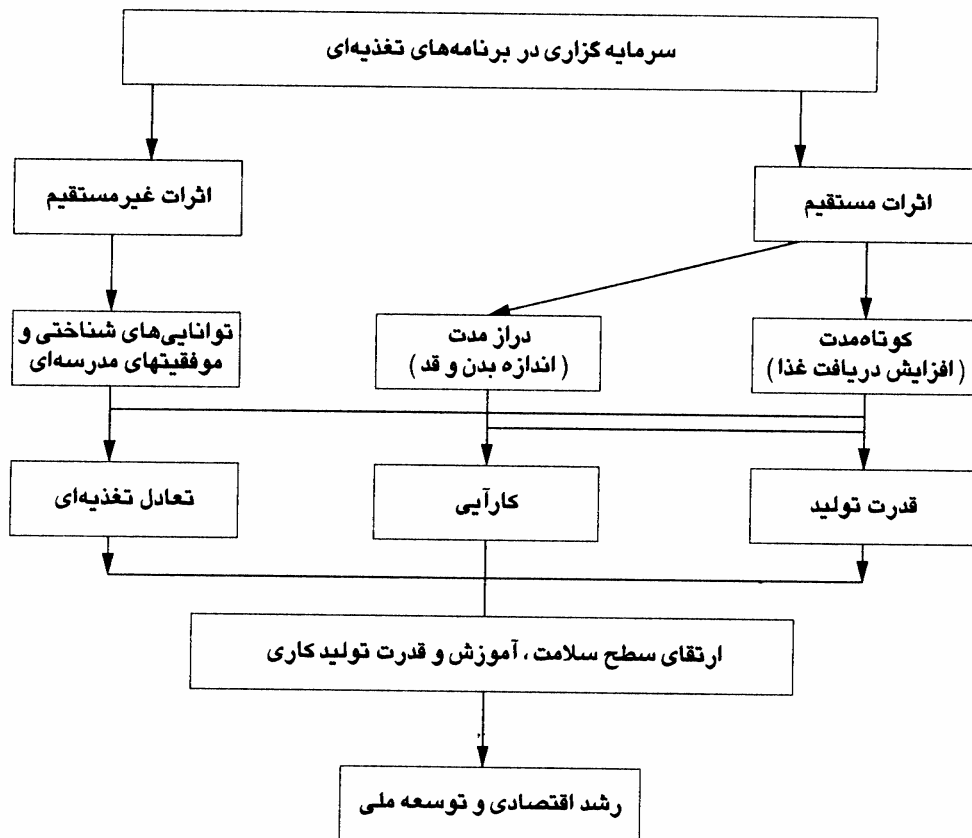 سرمایه گزاری در برنامه‌های تغذیه‌ای
اثرات مستقیم
اثرات غیرمستقیم
کوتاه‌مدت
(افزایش دریافت غذا)
دراز مدت
(اندازه بدن و قد)
توانایی‌های شناختی و
موفقیتهای مدرسه‌ای
قدرت تولید
کارآیی
تعادل تغذیه‌ای
ارتقای سطح سلامت، آموزش و قدرت تولید کاری
رشد اقتصادی و توسعه ملی